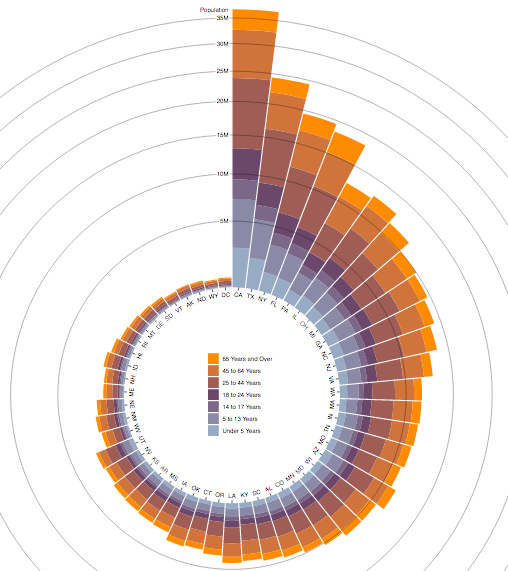 Population
35M
30M
25M
20M
15M
10M
5M
CA
TX
NY
FL
PA
IL
OH
MI
GA
NC
NJ
VA
WA
MA
IN
AZ
TN
MO
MD
WI
MN
CO
AL
SC
LA
KY
OR
OK
CT
IA
MS
AR
KS
UT
NV
NM
WV
NE
ID
ME
NH
HI
RI
MT
DE
SD
AK
ND
VT
DC
WY
65 Years and Over
45 to 64 Years
25 to 44 Years
18 to 24 Years
14 to 17 Years
5 to 13 Years
Under 5 Years